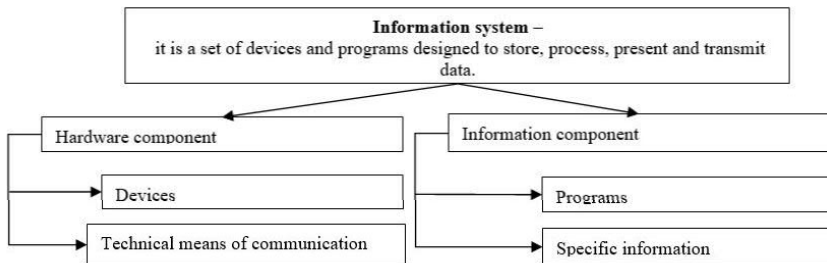 Information system –
it is a set of devices and programs designed to store, process, present and transmit
data.
Hardware component
Information component
Devices
Programs
Technical means of communication
Specific information